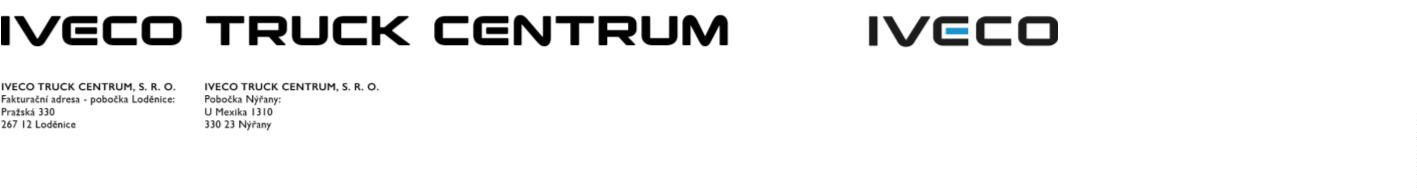 IVECO TRUCK CENTRUM
IVECO
IVECO TRUCK CENTRUM, S. R. O.
Fakturační adresa - pobočka Loděnice:
Pražská 330
267 12 Loděnice
IVECO TRUCK CENTRUM, S. R. O.
Pobočka Nýřany:
U Mexika 1310
330 23 Nýřany